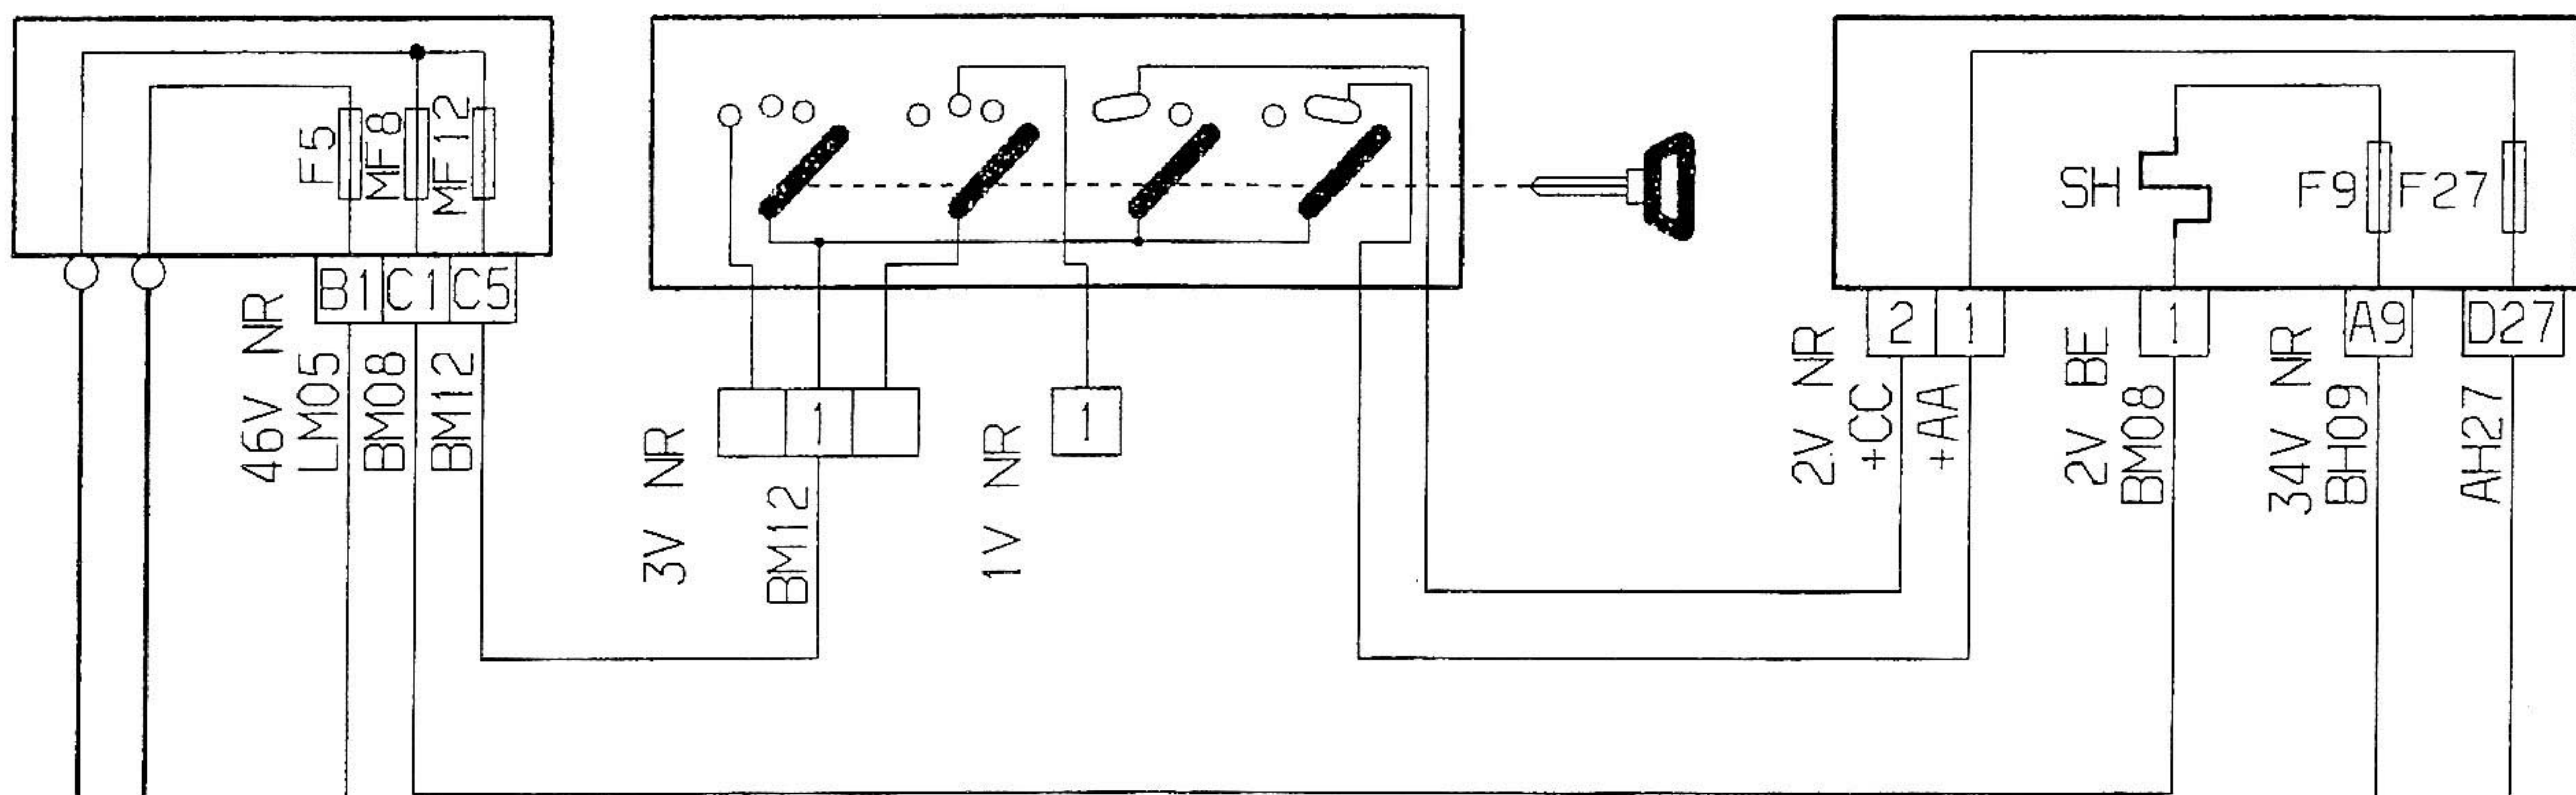 F5
MF8
MF12
SH
F9
F27
B1
C1
C5
2
1
1
A9
D27
46V NR
LM05
BM08
BM12
1
3V NR
BM12
1
1V NR
2V NR
+CC
+AA
2V BE
BM08
34V NR
BH09
AH27